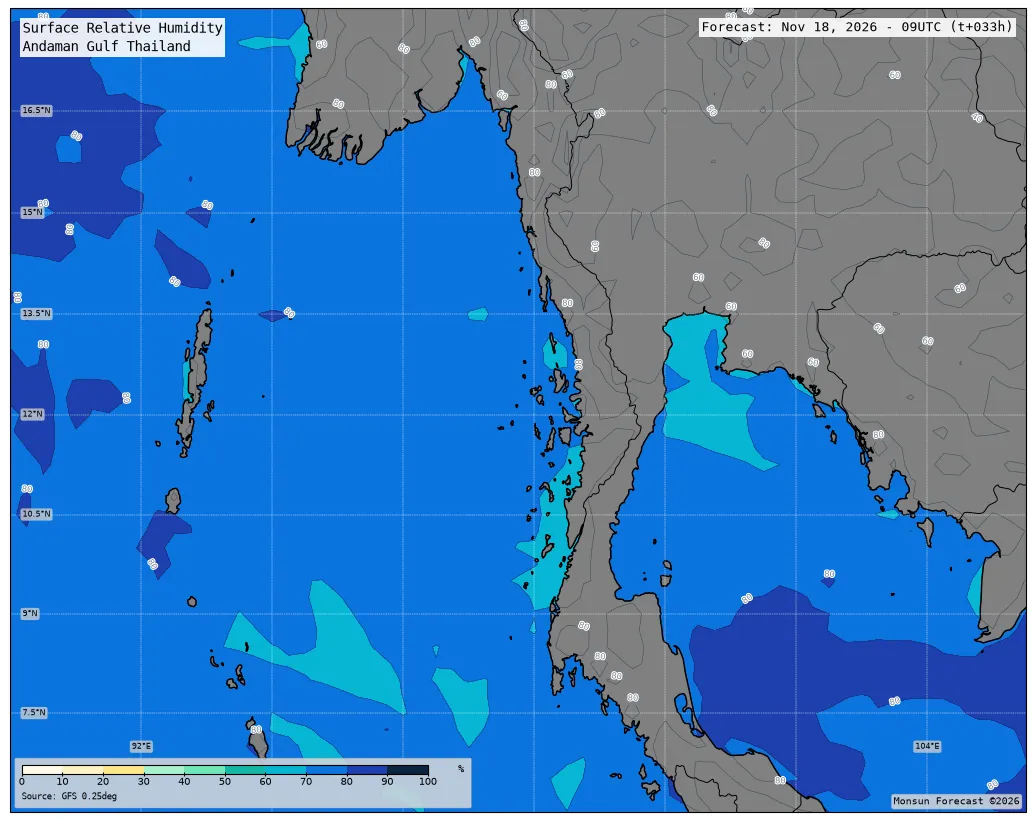 Surface Relative Humidity
Andaman Gulf Thailand
Forecast: Nov 18, 2026 - 09UTC (t+033h)
16.5°N
15°N
13.5°N
12°N
10.5°N
9°N
7.5°N
92°E
104°E
%
0 10 20 30 40 50 60 70 80 90 100
Source: GFS 0.25deg
Monsun Forecast ©2026